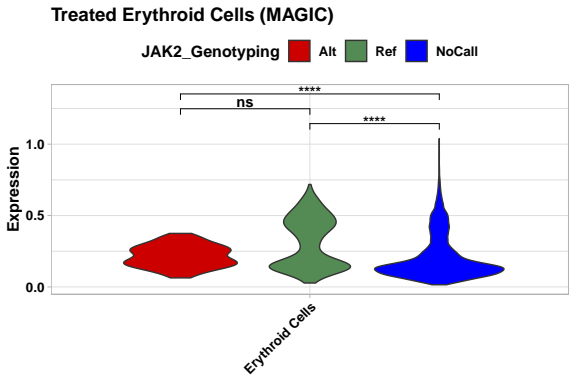 Treated Erythroid Cells (MAGIC)
JAK2_Genotyping Alt Ref NoCall
****
ns
****
Expression
1.0
0.5
0.0
Erythroid Cells